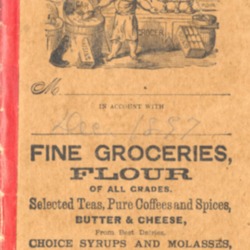 M
IN ACCOUNT WITH
Dec 1887
FINE GROCERIES,
FLOUR
OF ALL GRADES.
Selected Teas, Pure Coffees and Spices,
BUTTER & CHEESE,
From Best Dairies,
CHOICE SYRUPS AND MOLASSES,